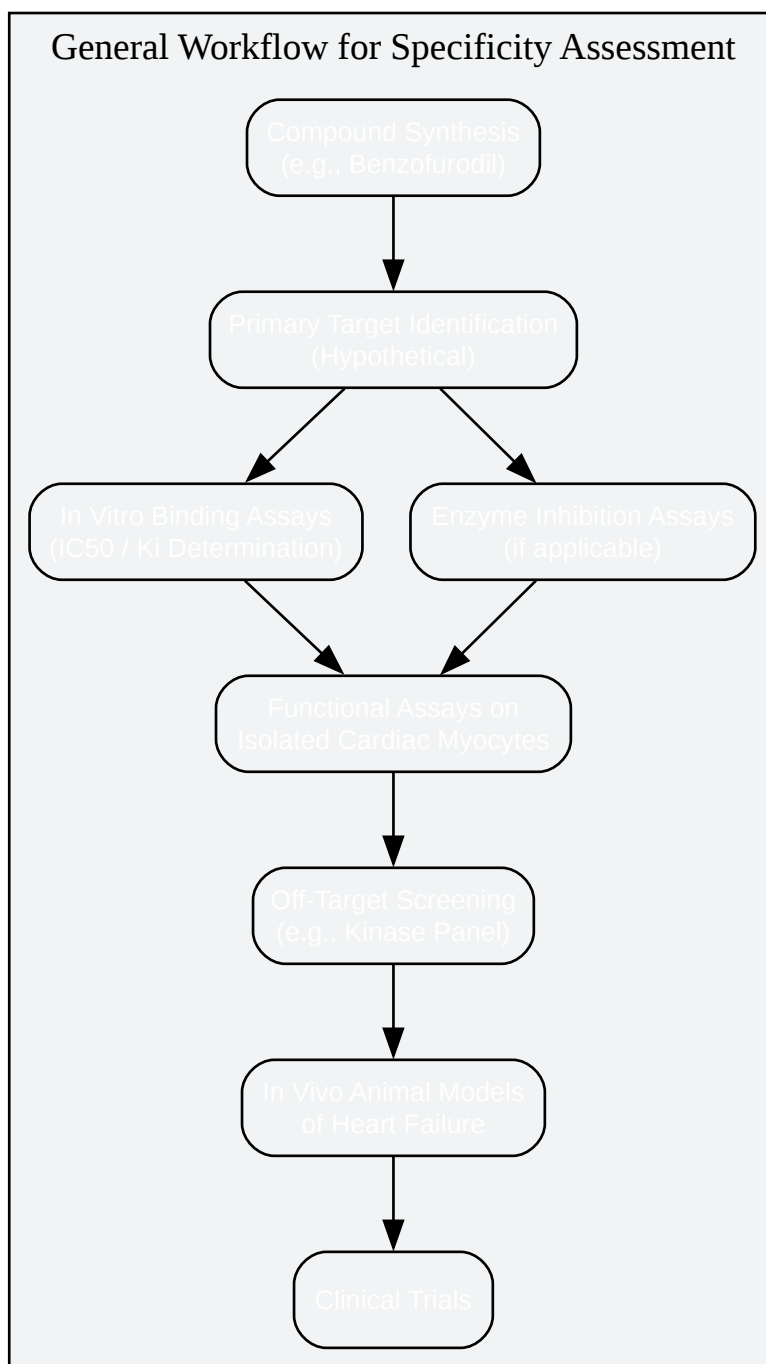 General Workflow for Specificity Assessment
Compound Synthesis
(e.g., Benzofurodil)
Primary Target Identification
(Hypothetical)
In Vitro Binding Assays
(IC50 / Ki Determination)
Enzyme Inhibition Assays
(if applicable)
Functional Assays on
Isolated Cardiac Myocytes
Off-Target Screening
(e.g., Kinase Panel)
In Vivo Animal Models
of Heart Failure
Clinical Trials